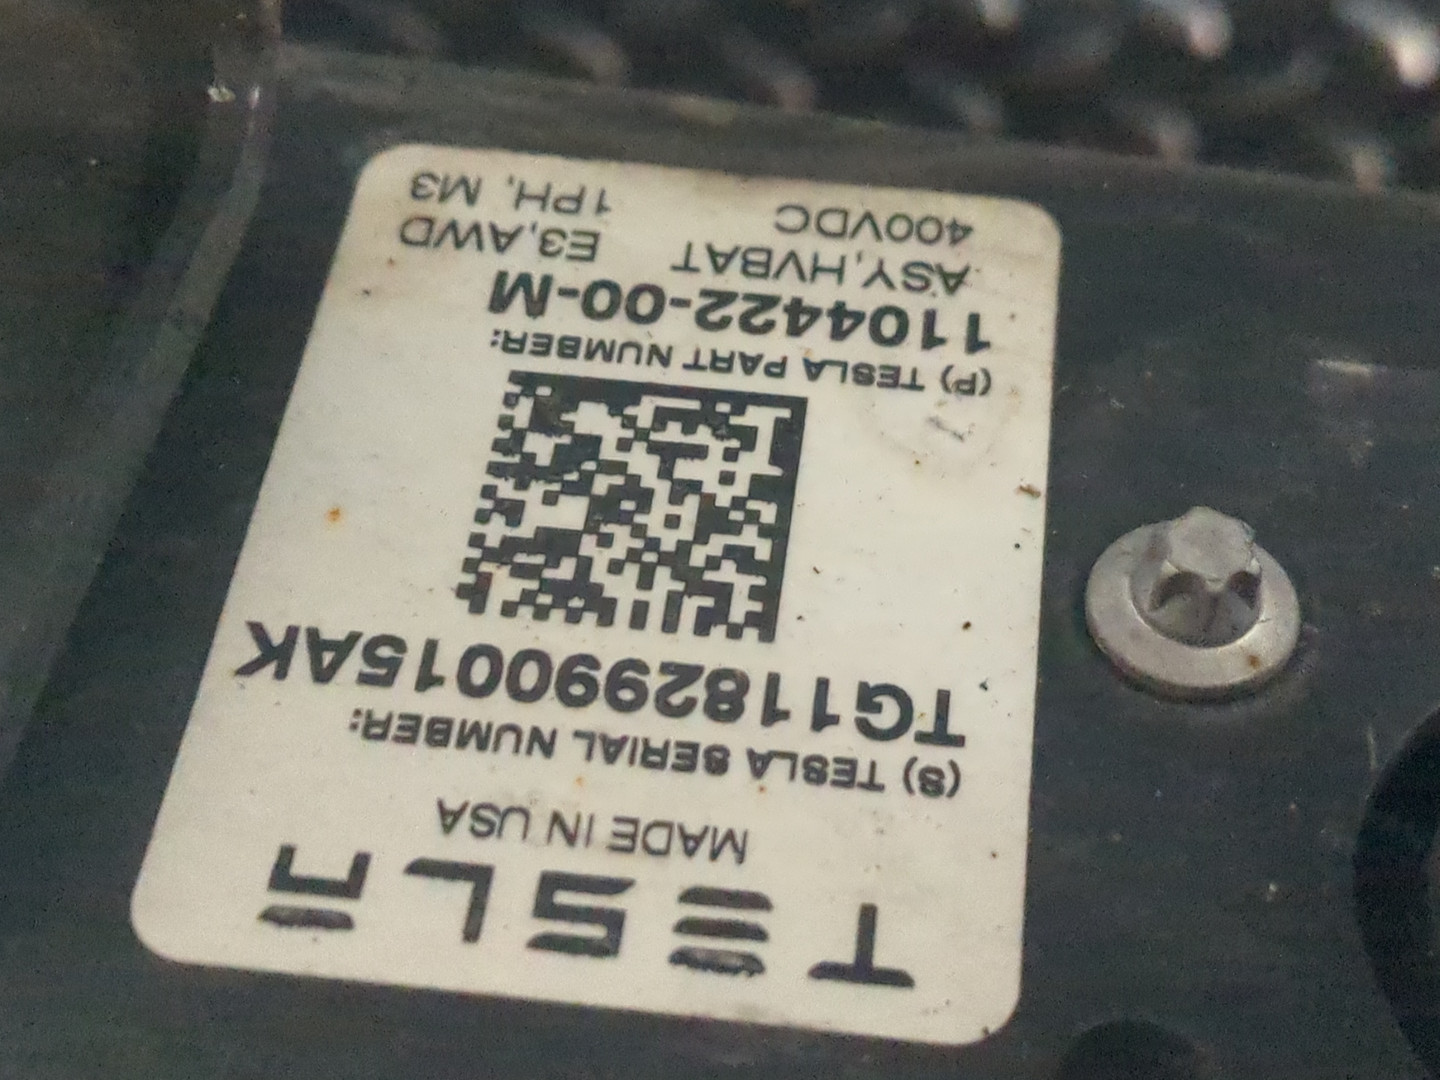 TESLA
MADE IN USA
(S) TESLA SERIAL NUMBER:
TG1182990015AK
(P) TESLA PART NUMBER:
1104422-00-M
ASY,HVBAT E3,AWD
400VDC 1PH, M3